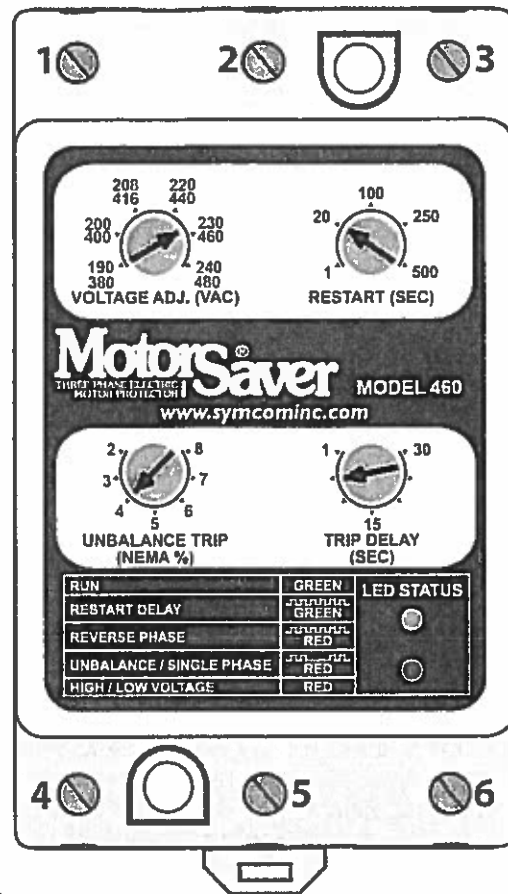 1 2 3
208 220 100
416 440
200 230 20 250
400 460
190 240 1 500
380 480
VOLTAGE ADJ. (VAC) RESTART (SEC)
MotorSaver®
THREE PHASE ELECTRIC
MOTOR PROTECTOR
MODEL 460
www.symcominc.com
2 8 1 30
3 7
4 6
5 15
UNBALANCE TRIP TRIP DELAY
(NEMA %) (SEC)
RUN GREEN LED STATUS
RESTART DELAY GREEN
REVERSE PHASE RED
UNBALANCE / SINGLE PHASE RED
HIGH / LOW VOLTAGE RED
4 5 6